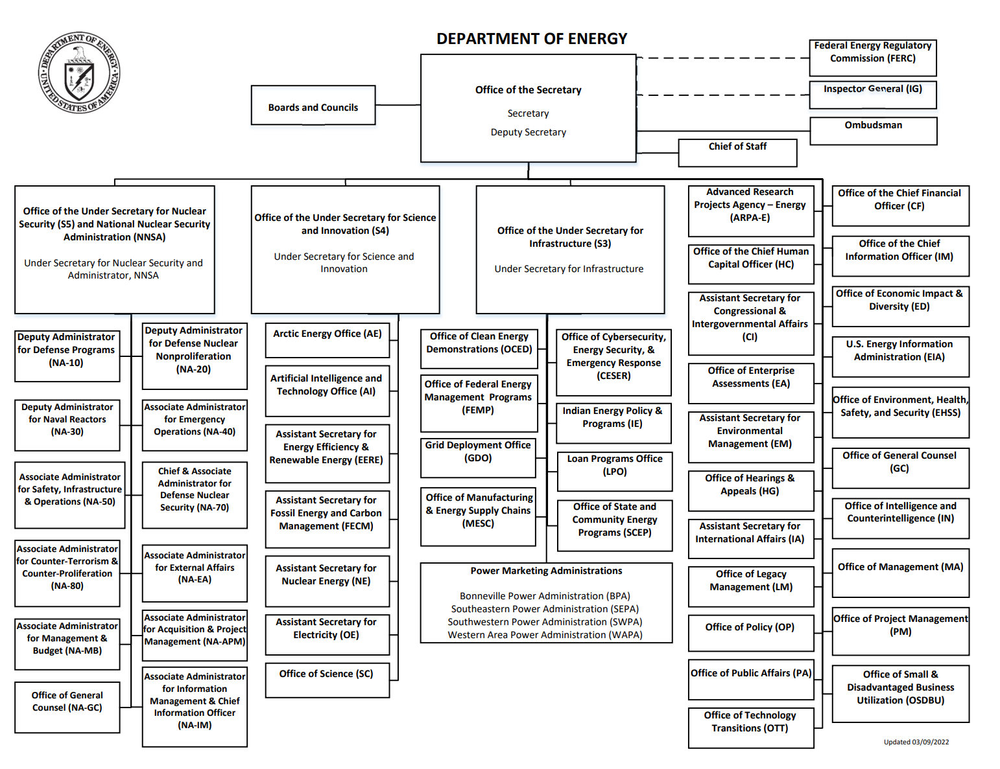 DEPARTMENT OF ENERGY
DEPARTMENT OF ENERGY
UNITED STATES OF AMERICA
Federal Energy Regulatory
Commission (FERC)
Inspector General (IG)
Ombudsman
Chief of Staff
Boards and Councils
Office of the Secretary
Secretary
Deputy Secretary
Office of the Under Secretary for Nuclear
Security (S5) and National Nuclear Security
Administration (NNSA)
Under Secretary for Nuclear Security and
Administrator, NNSA
Deputy Administrator
for Defense Programs
(NA-10)
Deputy Administrator
for Defense Nuclear
Nonproliferation
(NA-20)
Deputy Administrator
for Naval Reactors
(NA-30)
Associate Administrator
for Emergency
Operations (NA-40)
Associate Administrator
for Safety, Infrastructure
& Operations (NA-50)
Chief & Associate
Administrator for
Defense Nuclear
Security (NA-70)
Associate Administrator
for Counter-Terrorism &
Counter-Proliferation
(NA-80)
Associate Administrator
for External Affairs
(NA-EA)
Associate Administrator
for Management &
Budget (NA-MB)
Associate Administrator
for Acquisition & Project
Management (NA-APM)
Office of General
Counsel (NA-GC)
Associate Administrator
for Information
Management & Chief
Information Officer
(NA-IM)
Office of the Under Secretary for Science
and Innovation (S4)
Under Secretary for Science and
Innovation
Arctic Energy Office (AE)
Artificial Intelligence and
Technology Office (AI)
Assistant Secretary for
Energy Efficiency &
Renewable Energy (EERE)
Assistant Secretary for
Fossil Energy and Carbon
Management (FECM)
Assistant Secretary for
Nuclear Energy (NE)
Assistant Secretary for
Electricity (OE)
Office of Science (SC)
Office of the Under Secretary for
Infrastructure (S3)
Under Secretary for Infrastructure
Office of Clean Energy
Demonstrations (OCED)
Office of Cybersecurity,
Energy Security, &
Emergency Response
(CESER)
Office of Federal Energy
Management Programs
(FEMP)
Indian Energy Policy &
Programs (IE)
Grid Deployment Office
(GDO)
Loan Programs Office
(LPO)
Office of Manufacturing
& Energy Supply Chains
(MESC)
Office of State and
Community Energy
Programs (SCEP)
Power Marketing Administrations
Bonneville Power Administration (BPA)
Southeastern Power Administration (SEPA)
Southwestern Power Administration (SWPA)
Western Area Power Administration (WAPA)
Advanced Research
Projects Agency – Energy
(ARPA-E)
Office of the Chief Human
Capital Officer (HC)
Assistant Secretary for
Congressional &
Intergovernmental Affairs
(CI)
Office of Enterprise
Assessments (EA)
Assistant Secretary for
Environmental
Management (EM)
Office of Hearings &
Appeals (HG)
Assistant Secretary for
International Affairs (IA)
Office of Legacy
Management (LM)
Office of Policy (OP)
Office of Public Affairs (PA)
Office of Technology
Transitions (OTT)
Office of the Chief Financial
Officer (CF)
Office of the Chief
Information Officer (IM)
Office of Economic Impact &
Diversity (ED)
U.S. Energy Information
Administration (EIA)
Office of Environment, Health,
Safety, and Security (EHSS)
Office of General Counsel
(GC)
Office of Intelligence and
Counterintelligence (IN)
Office of Management (MA)
Office of Project Management
(PM)
Office of Small &
Disadvantaged Business
Utilization (OSDBU)
Updated 03/09/2022